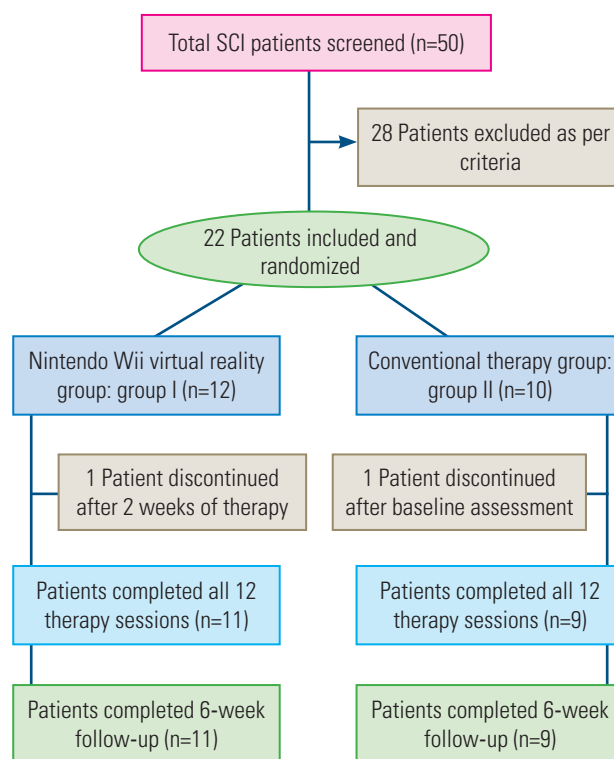 Total SCI patients screened (n=50)
28 Patients excluded as per
criteria
22 Patients included and
randomized
Nintendo Wii virtual reality
group: group I (n=12)
Conventional therapy group:
group II (n=10)
1 Patient discontinued
after 2 weeks of therapy
1 Patient discontinued
after baseline assessment
Patients completed all 12
therapy sessions (n=11)
Patients completed all 12
therapy sessions (n=9)
Patients completed 6-week
follow-up (n=11)
Patients completed 6-week
follow-up (n=9)